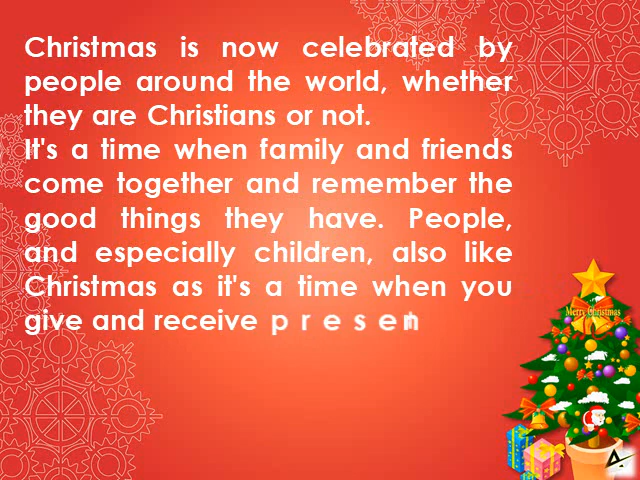 Christmas is now celebrated by
people around the world, whether
they are Christians or not.
It's a time when family and friends
come together and remember the
good things they have. People,
and especially children, also like
Christmas as it's a time when you
give and receive presen
Merry Christmas